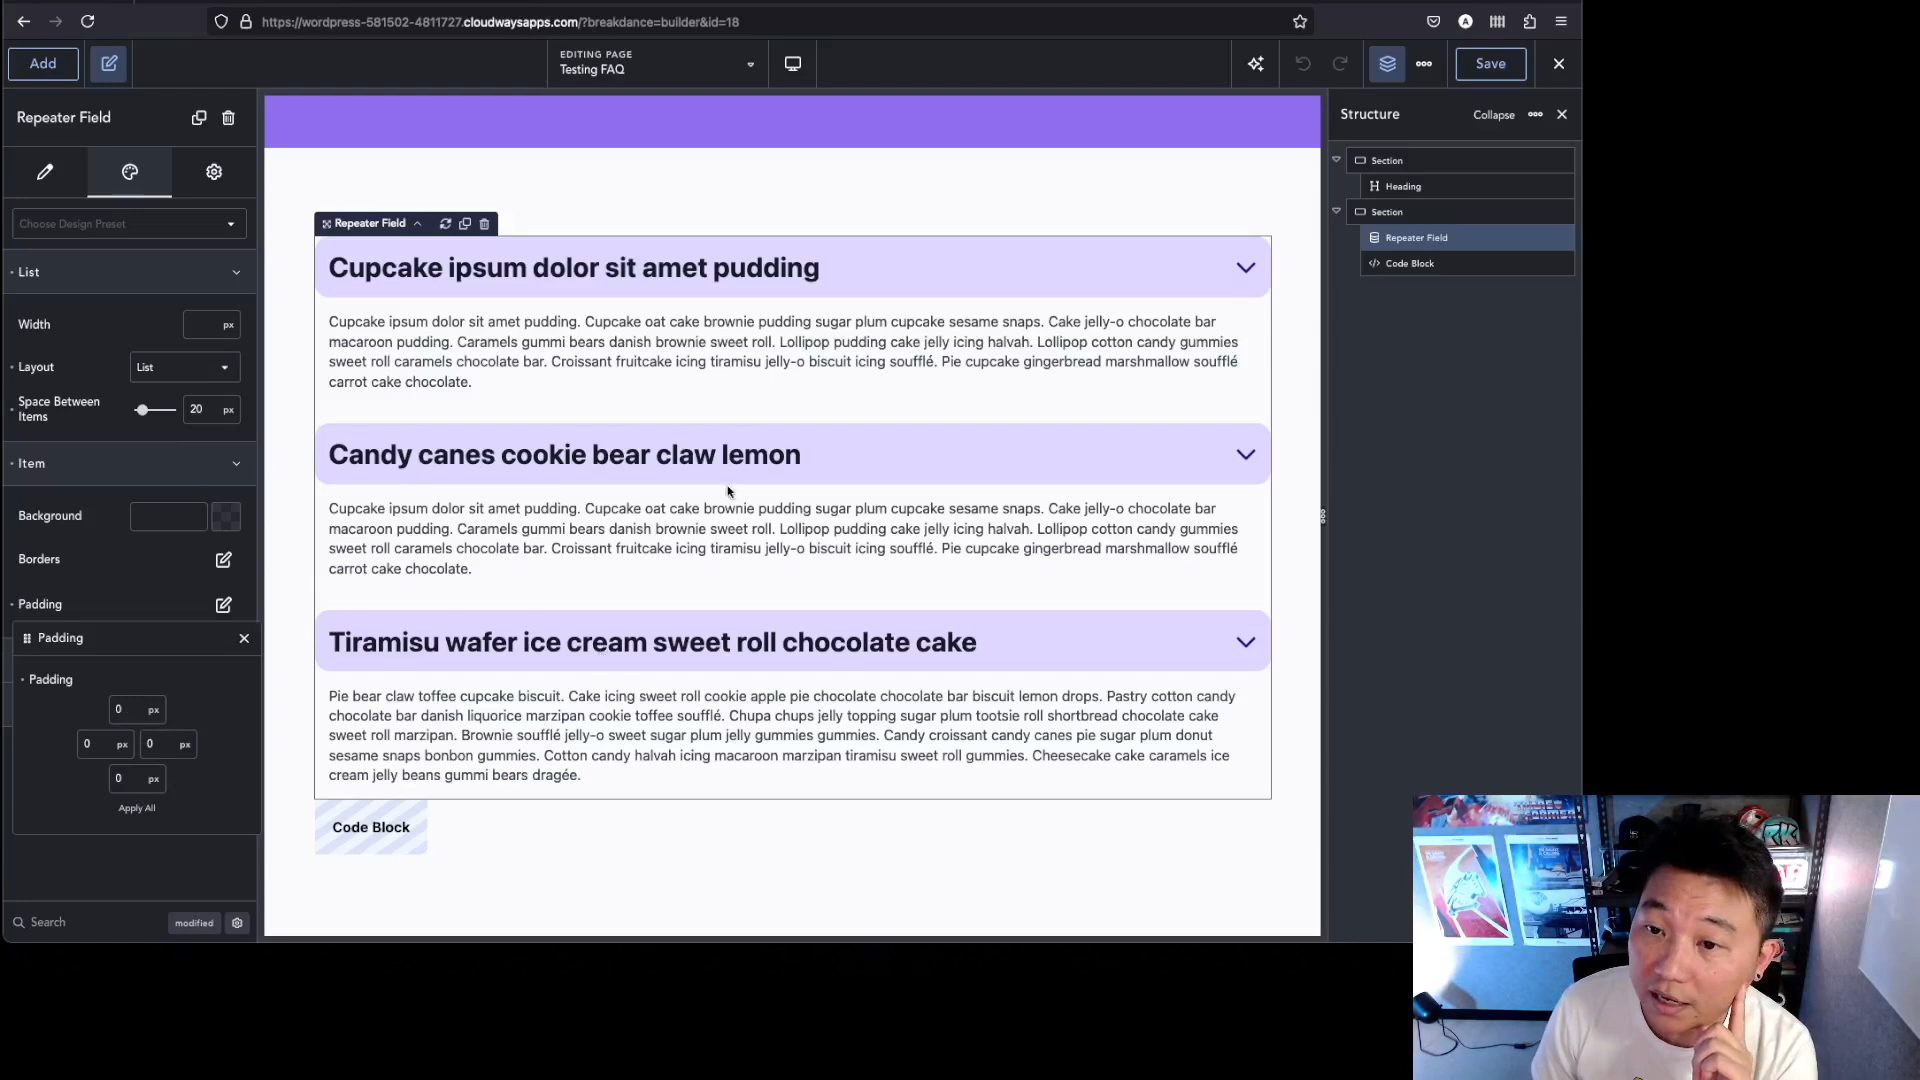 https://wordpress-581502-4811727.cloudwaysapps.com/?breakdance=builder&id=18
A
Add
EDITING PAGE
Testing FAQ
Save
Repeater Field
Choose Design Preset
List
Width
px
Layout
List
Space Between
Items
20 px
Item
Background
Borders
Padding
Padding
Padding
0 px
0 px
0 px
0 px
Apply All
Search
modified
Repeater Field
Cupcake ipsum dolor sit amet pudding
Cupcake ipsum dolor sit amet pudding. Cupcake oat cake brownie pudding sugar plum cupcake sesame snaps. Cake jelly-o chocolate bar
macaroon pudding. Caramels gummi bears danish brownie sweet roll. Lollipop pudding cake jelly icing halvah. Lollipop cotton candy gummies
sweet roll caramels chocolate bar. Croissant fruitcake icing tiramisu jelly-o biscuit icing soufflé. Pie cupcake gingerbread marshmallow soufflé
carrot cake chocolate.
Candy canes cookie bear claw lemon
Cupcake ipsum dolor sit amet pudding. Cupcake oat cake brownie pudding sugar plum cupcake sesame snaps. Cake jelly-o chocolate bar
macaroon pudding. Caramels gummi bears danish brownie sweet roll. Lollipop pudding cake jelly icing halvah. Lollipop cotton candy gummies
sweet roll caramels chocolate bar. Croissant fruitcake icing tiramisu jelly-o biscuit icing soufflé. Pie cupcake gingerbread marshmallow soufflé
carrot cake chocolate.
Tiramisu wafer ice cream sweet roll chocolate cake
Pie bear claw toffee cupcake biscuit. Cake icing sweet roll cookie apple pie chocolate chocolate bar biscuit lemon drops. Pastry cotton candy
chocolate bar danish liquorice marzipan cookie toffee soufflé. Chupa chups jelly topping sugar plum tootsie roll shortbread chocolate cake
sweet roll marzipan. Brownie soufflé jelly-o sweet sugar plum jelly gummies gummies. Candy croissant candy canes pie sugar plum donut
sesame snaps bonbon gummies. Cotton candy halvah icing macaroon marzipan tiramisu sweet roll gummies. Cheesecake cake caramels ice
cream jelly beans gummi bears dragée.
Code Block
Structure
Collapse
Section
Heading
Section
Repeater Field
Code Block